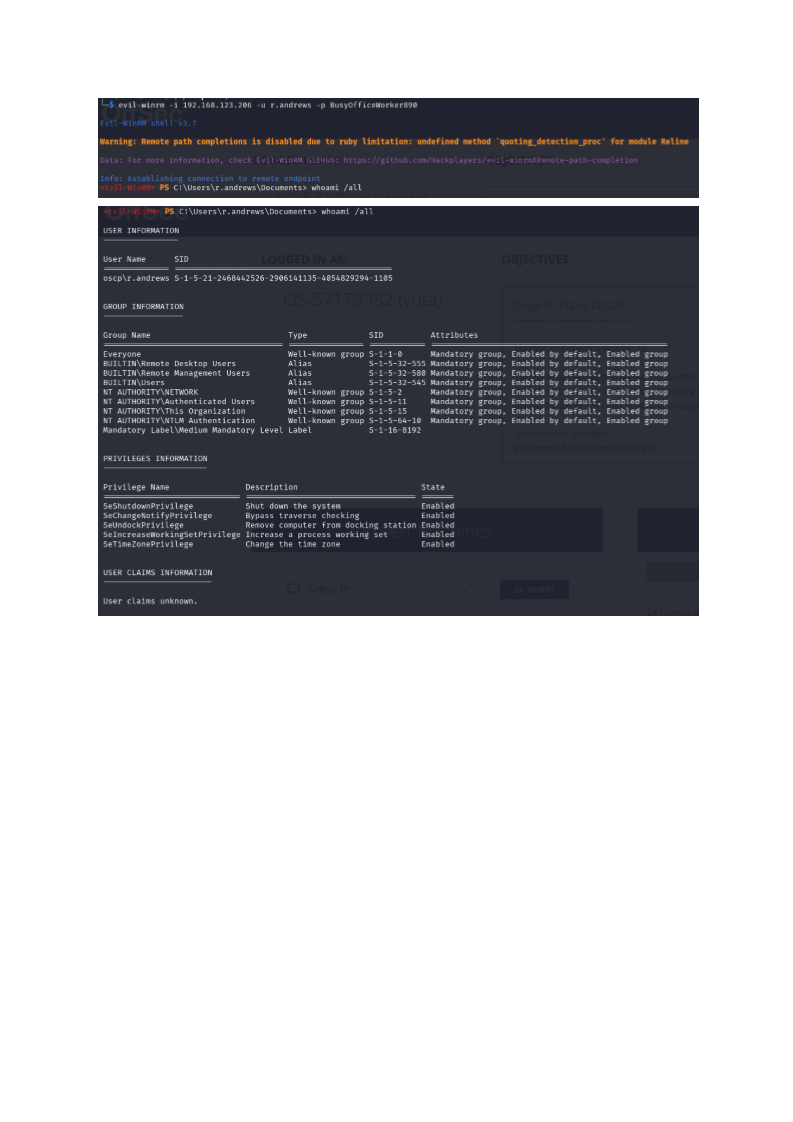 └─$ evil-winrm -i 192.168.123.206 -u r.andrews -p BusyOfficeWorker890
Evil-WinRM shell v3.7
Warning: Remote path completions is disabled due to ruby limitation: undefined method `quoting_detection_proc' for module Reline
Data: For more information, check Evil-WinRM GitHub: https://github.com/Hackplayers/evil-winrm#Remote-path-completion
Info: Establishing connection to remote endpoint
*Evil-WinRM* PS C:\Users\r.andrews\Documents> whoami /all
*Evil-WinRM* PS C:\Users\r.andrews\Documents> whoami /all
USER INFORMATION
User Name SID
LOGGED IN AS: OBJECTIVES
oscp\r.andrews S-1-5-21-2468442526-2906141135-4054829294-1105
OS-57179982 (yuta)
GROUP INFORMATION
Group Name Type SID Attributes
Everyone Well-known group S-1-1-0 Mandatory group, Enabled by default, Enabled group
BUILTIN\Remote Desktop Users Alias S-1-5-32-555 Mandatory group, Enabled by default, Enabled group
BUILTIN\Remote Management Users Alias S-1-5-32-580 Mandatory group, Enabled by default, Enabled group
BUILTIN\Users Alias S-1-5-32-545 Mandatory group, Enabled by default, Enabled group
NT AUTHORITY\NETWORK Well-known group S-1-5-2 Mandatory group, Enabled by default, Enabled group
NT AUTHORITY\Authenticated Users Well-known group S-1-5-11 Mandatory group, Enabled by default, Enabled group
NT AUTHORITY\This Organization Well-known group S-1-5-15 Mandatory group, Enabled by default, Enabled group
NT AUTHORITY\NTLM Authentication Well-known group S-1-5-64-10 Mandatory group, Enabled by default, Enabled group
Mandatory Label\Medium Mandatory Level Label S-1-16-8192
PRIVILEGES INFORMATION
Privilege Name Description State
SeShutdownPrivilege Shut down the system Enabled
SeChangeNotifyPrivilege Bypass traverse checking Enabled
SeUndockPrivilege Remove computer from docking station Enabled
SeIncreaseWorkingSetPrivilege Increase a process working set Enabled
SeTimeZonePrivilege Change the time zone Enabled
USER CLAIMS INFORMATION
Select IP:
User claims unknown.